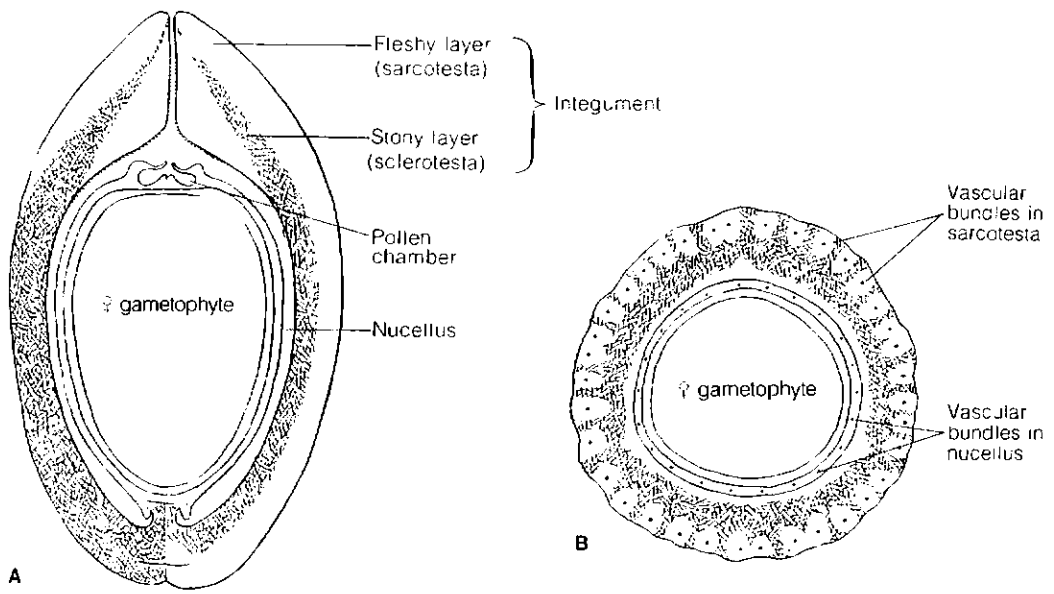 Fleshy layer
(sarcotesta)
Integument
Stony layer
(sclerotesta)
Pollen
chamber
♀ gametophyte
Nucellus
A
Vascular
bundles in
sarcotesta
♀ gametophyte
Vascular
bundles in
nucellus
B